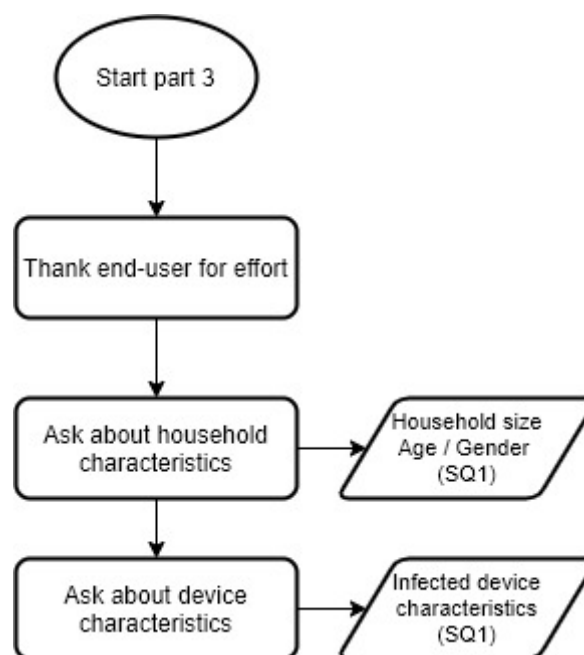 Start part 3
Thank end-user for effort
Ask about household
characteristics
Household size
Age / Gender
(SQ1)
Ask about device
characteristics
Infected device
characteristics
(SQ1)